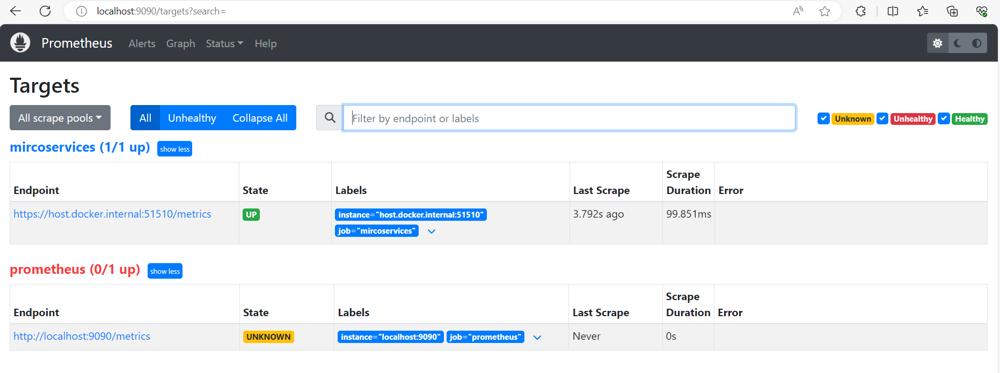 localhost:9090/targets?search=
Prometheus Alerts Graph Status Help
Targets
All scrape pools All Unhealthy Collapse All Filter by endpoint or labels Unknown Unhealthy Healthy
mircoservices (1/1 up) show less
Endpoint State Labels Last Scrape Scrape Duration Error
https://host.docker.internal:51510/metrics UP instance="host.docker.internal:51510" 3.792s ago 99.851ms
job="mircoservices"
prometheus (0/1 up) show less
Endpoint State Labels Last Scrape Scrape Duration Error
http://localhost:9090/metrics UNKNOWN instance="localhost:9090" job="prometheus" Never 0s